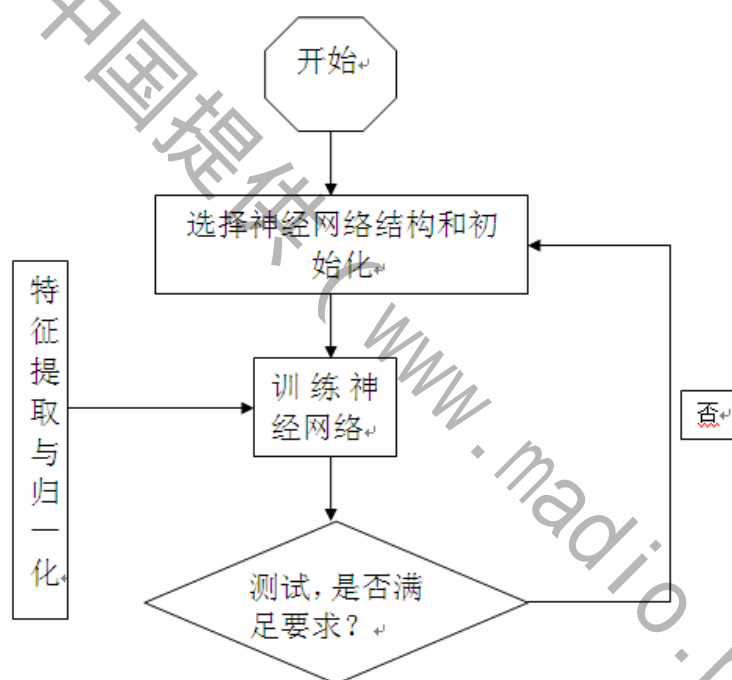 开始
选择神经网络结构和初
始化
特
征
提
取
与
归
一
化
训练神
经网络
否
测试，是否满
足要求？
中国提供（www.madio.n